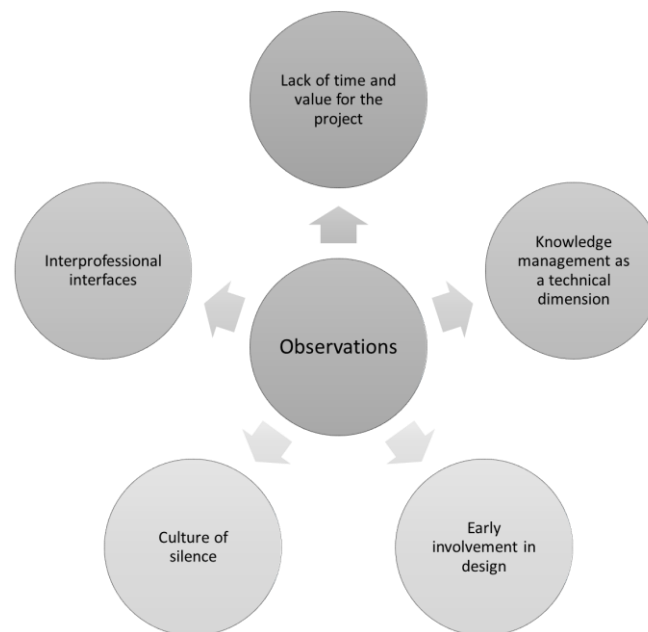 Lack of time and
value for the
project
Interprofessional
interfaces
Knowledge
management as
a technical
dimension
Observations
Culture of
silence
Early
involvement in
design